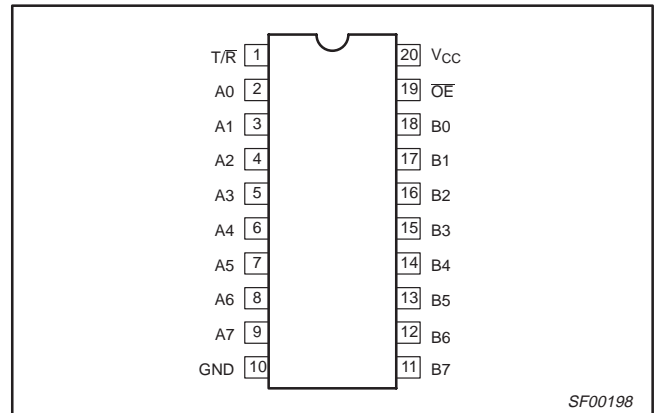 T/R̅ 1 20 VCC
A0 2 19 O̅E̅
A1 3 18 B0
A2 4 17 B1
A3 5 16 B2
A4 6 15 B3
A5 7 14 B4
A6 8 13 B5
A7 9 12 B6
GND 10 11 B7
SF00198